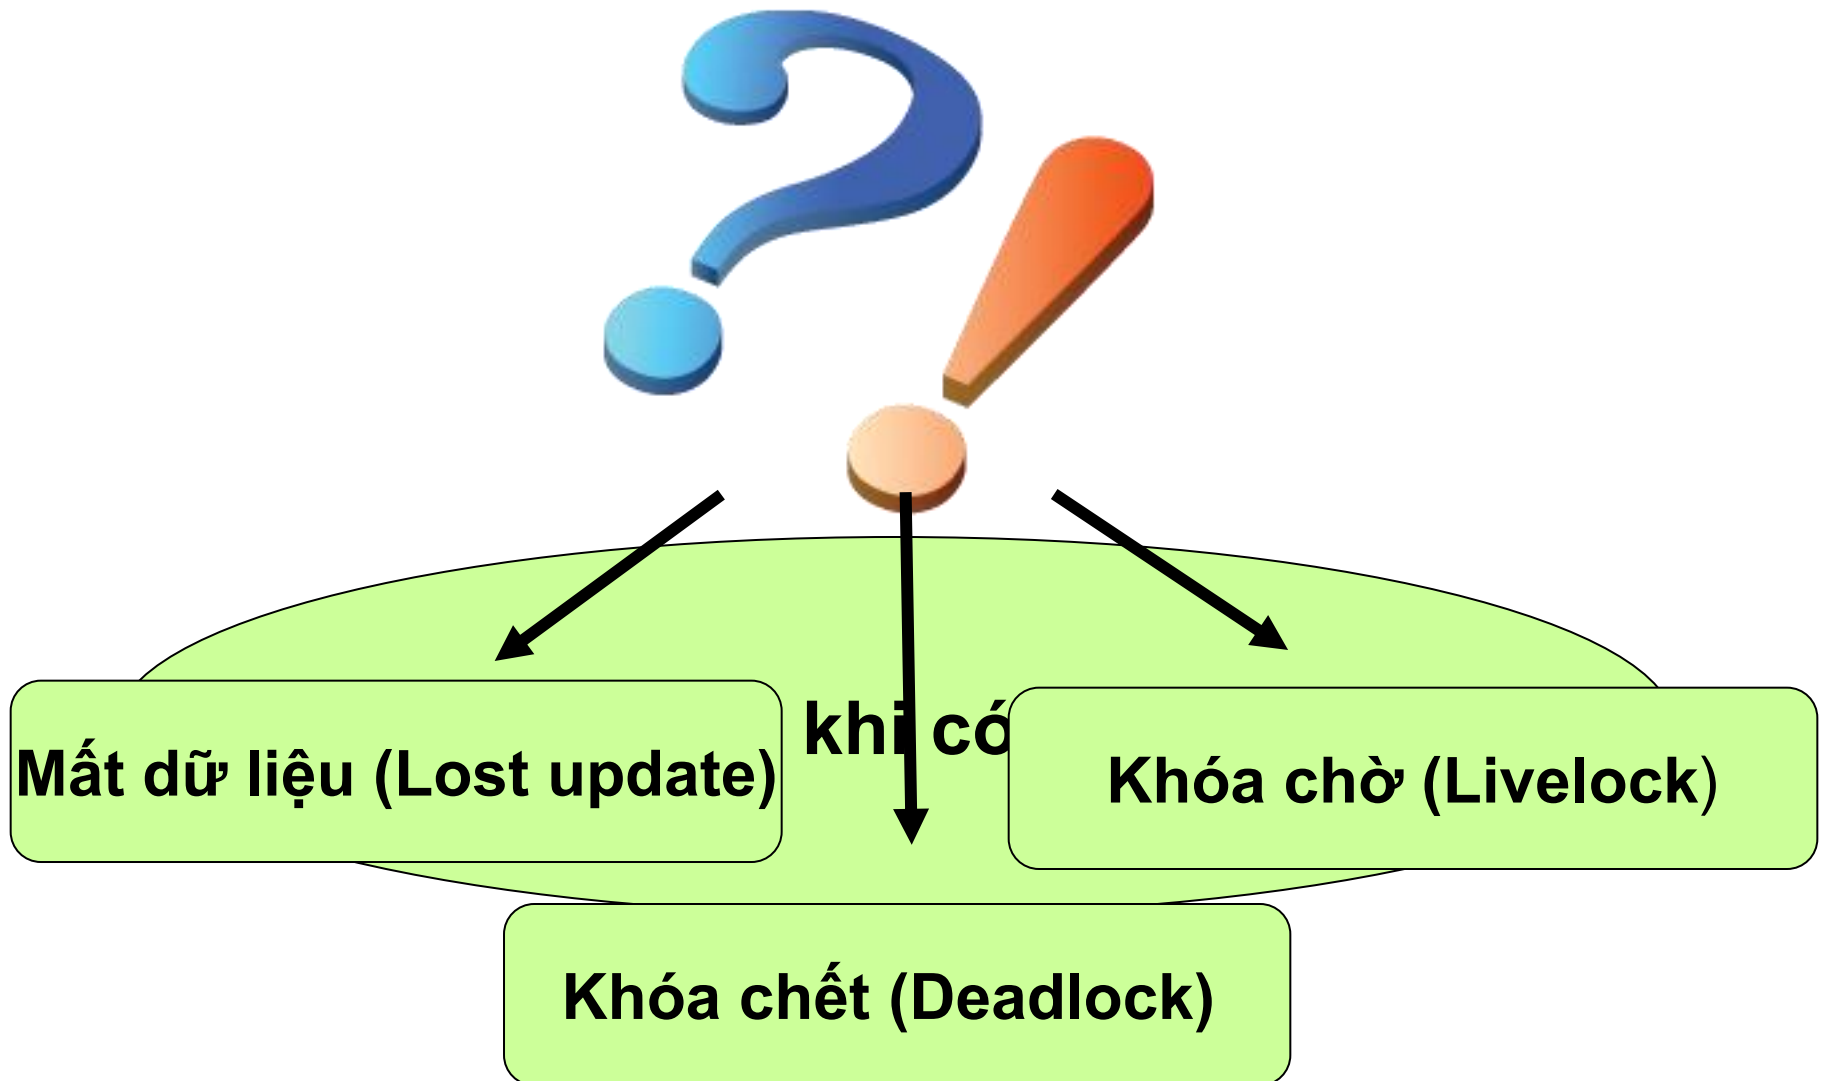 khi có
Mất dữ liệu (Lost update)
Khóa chờ (Livelock)
Khóa chết (Deadlock)